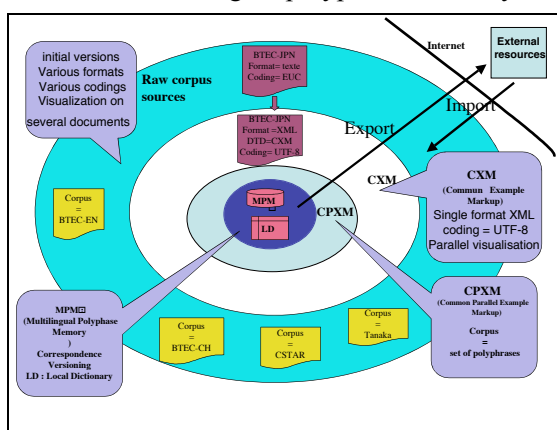 initial versions
Various formats
Various codings
Visualization on
several documents
Raw corpus
sources
BTEC-JPN
Format= texte
Coding= EUC
BTEC-JPN
Format =XML
DTD=CXM
Coding= UTF-8
Internet
External
resources
Export
Import
CXM
CXM
(Commun Example
Markup)
Single format XML
coding = UTF-8
Parallel visualisation
MPM
LD
CPXM
Corpus
=
BTEC-EN
CPXM
(Common Parallel Example
Markup)
Corpus
=
set of polyphrases
MPM
(Multilingual Polyphase
Memory
)
Correspondence
Versioning
LD : Local Dictionary
Corpus
=
BTEC-CH
Corpus
=
CSTAR
Corpus
=
Tanaka